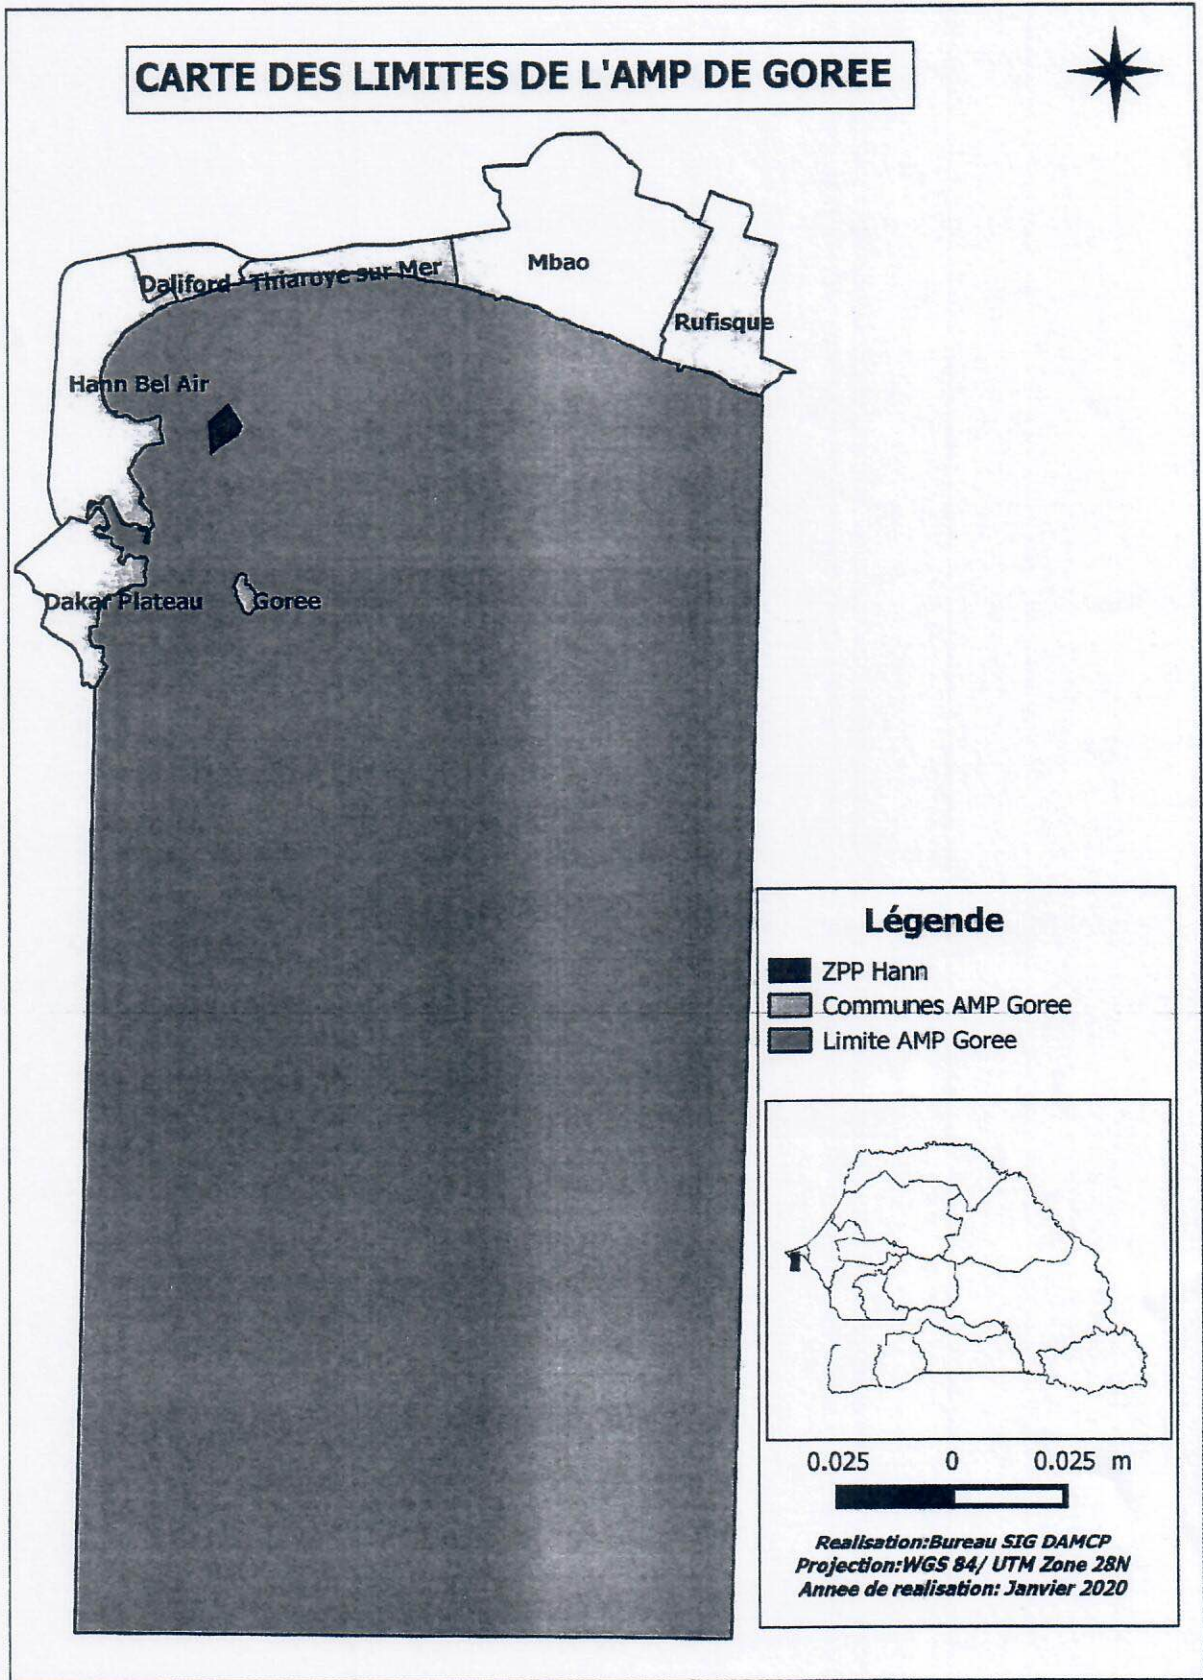 CARTE DES LIMITES DE L'AMP DE GOREE
Mbao
Daliford
Thiaroye sur Mer
Rufisque
Hann Bel Air
Dakar Plateau
Goree
Légende
ZPP Hann
Communes AMP Goree
Limite AMP Goree
0.025 0 0.025 m
Realisation:Bureau SIG DAMCP
Projection:WGS 84/ UTM Zone 28N
Annee de realisation: Janvier 2020